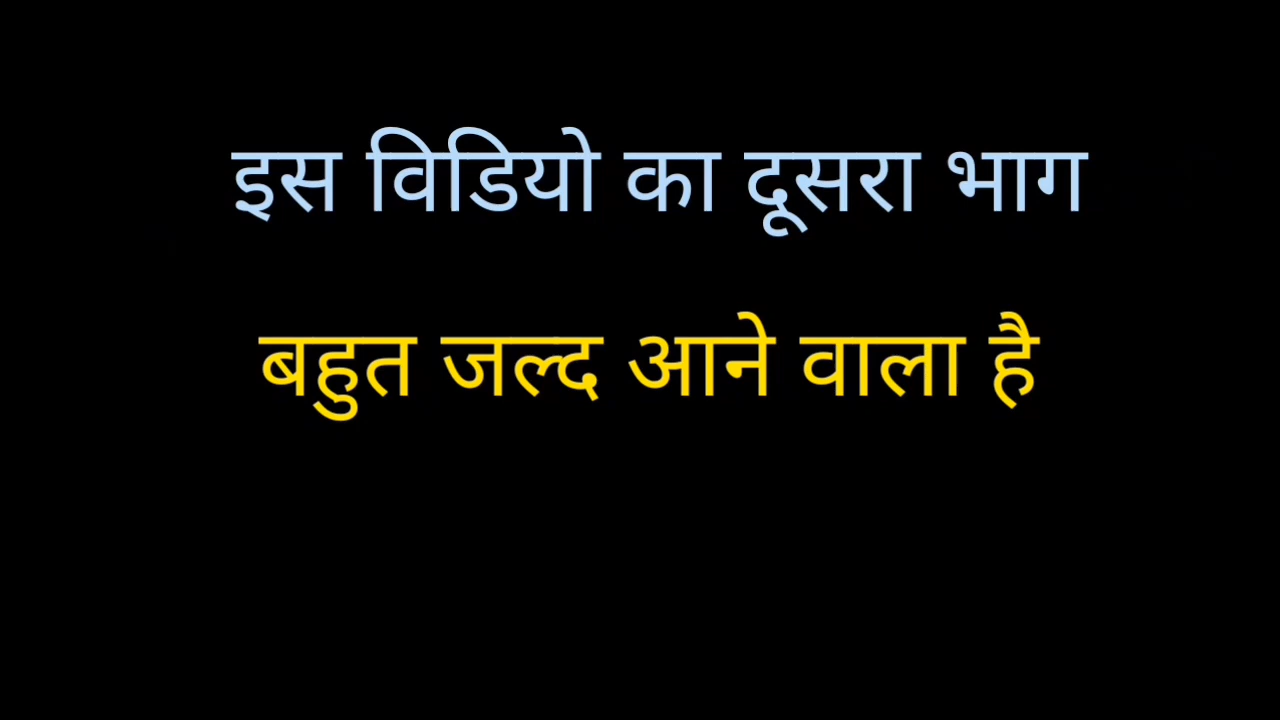 इस विडियो का दूसरा भाग
बहुत जल्द आने वाला है